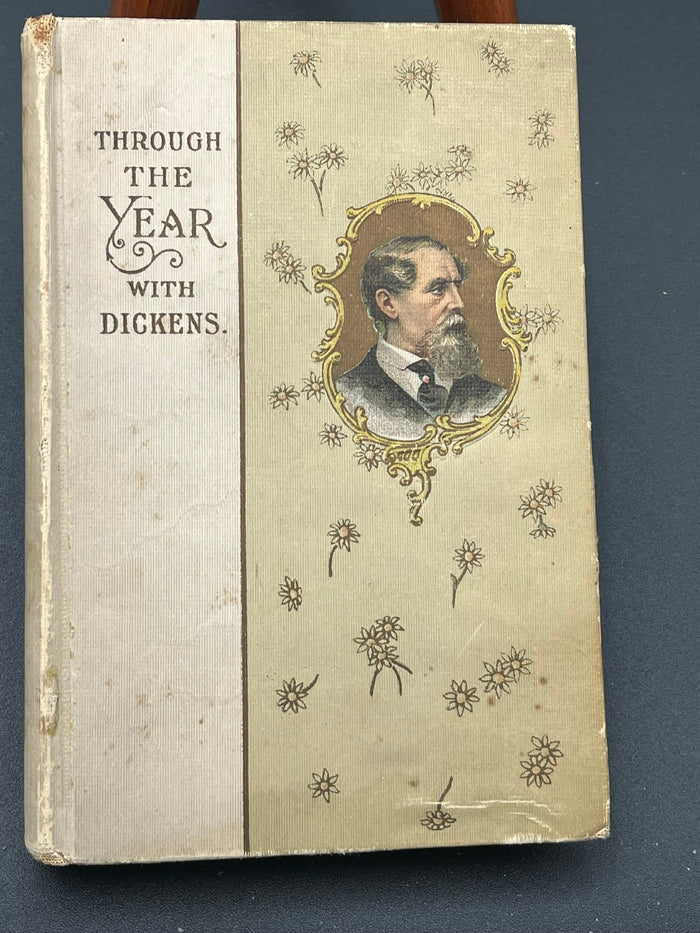 THROUGH
THE
YEAR
WITH
DICKENS.